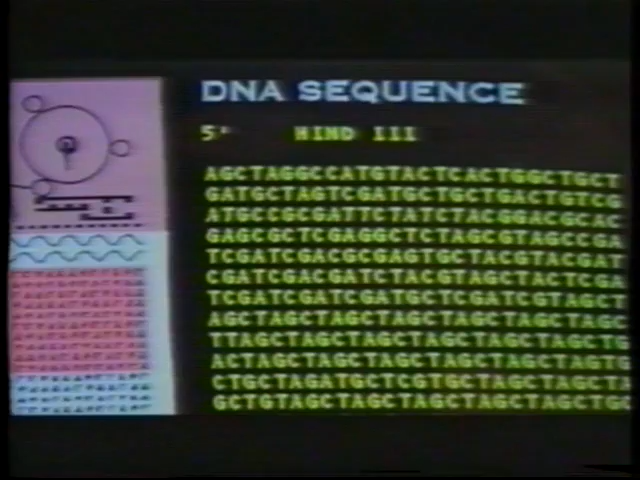 DNA SEQUENCE
5' HIND III
AGCTAGGCCATGTACTCACTGGCTGCT
GATGCTAGTCGATGCTGCTGACTGTCG
ATGCCGCGATTCTATCTACGGACGCAC
GAGCGCTCGAGGCTCTAGCGTAGCCGA
TCGATCGACGCGAGTGCTACGTACGAT
CGATCGACGATCTACGTAGCTACTCGA
TCGATCGATCGATGCTCGATCGTAGCT
AGCTAGCTAGCTAGCTAGCTAGCTAGC
TTAGCTAGCTAGCTAGCTAGCTAGCTG
ACTAGCTAGCTAGCTAGCTAGCTAGTG
CTGCTAGATGCTCGTGCTAGCTAGCTA
GCTGTAGCTAGCTAGCTAGCTAGCTGC